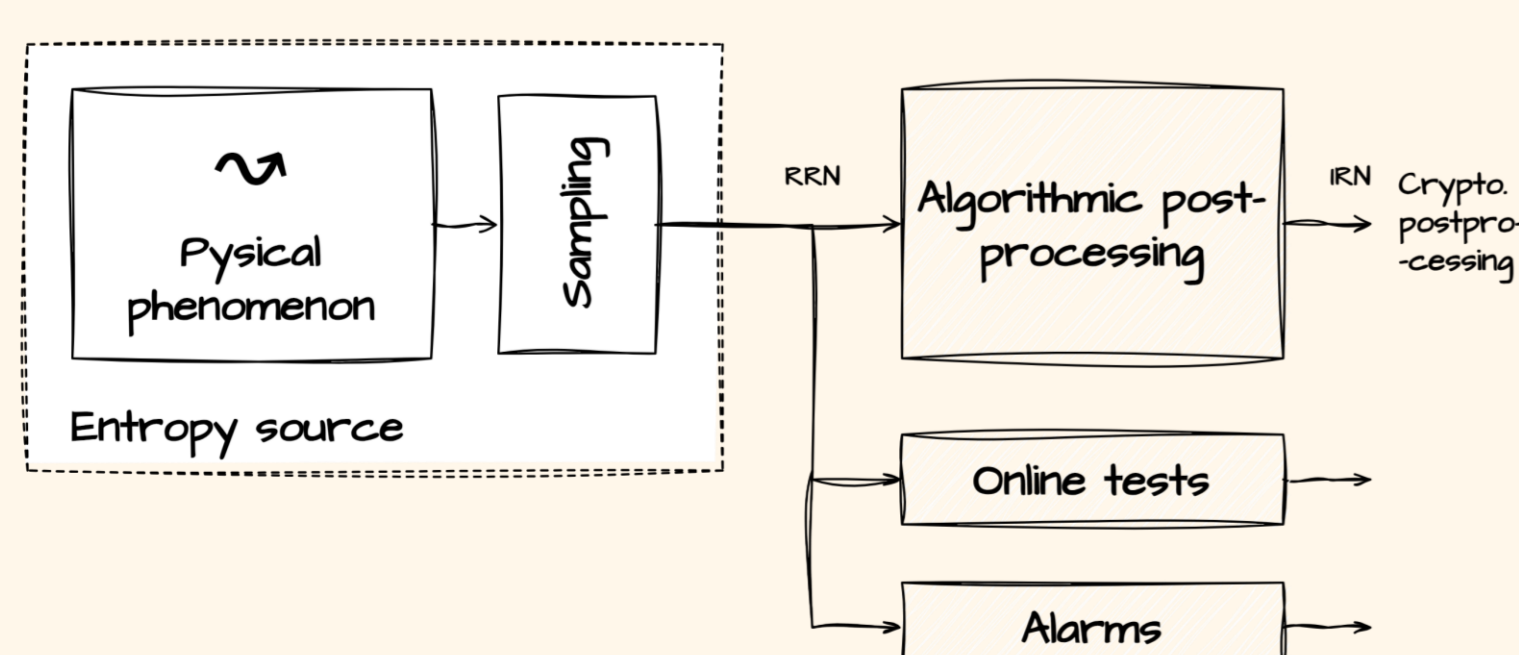 Pysical
phenomenon
Sampling
Entropy source
RRN
Algorithmic post-
processing
IRN
Crypto.
postpro-
-cessing
Online tests
Alarms